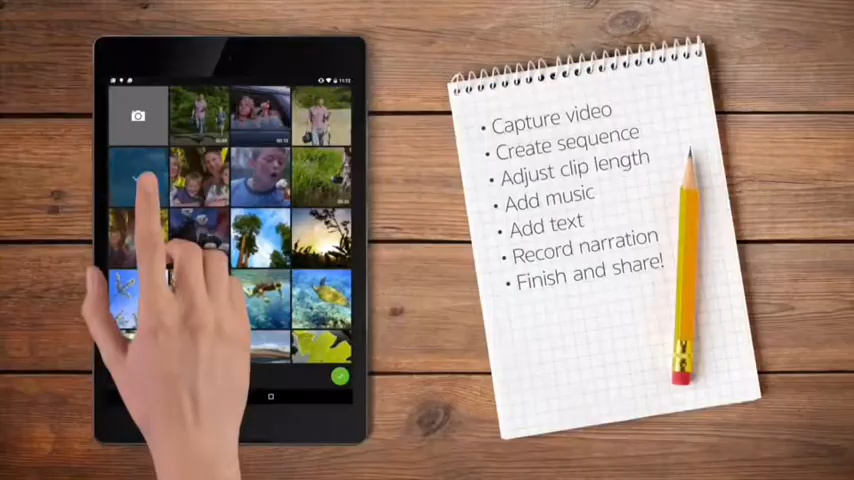 • Capture video
• Create sequence
• Adjust clip length
• Add music
• Add text
• Record narration
• Finish and share!